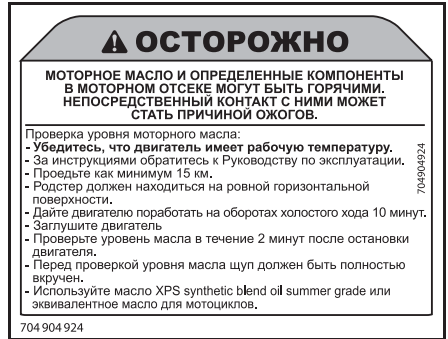 ОСТОРОЖНО
МОТОРНОЕ МАСЛО И ОПРЕДЕЛЕННЫЕ КОМПОНЕНТЫ
В МОТОРНОМ ОТСЕКЕ МОГУТ БЫТЬ ГОРЯЧИМИ.
НЕПОСРЕДСТВЕННЫЙ КОНТАКТ С НИМИ МОЖЕТ
СТАТЬ ПРИЧИНОЙ ОЖОГОВ.
Проверка уровня моторного масла:
- Убедитесь, что двигатель имеет рабочую температуру.
- За инструкциями обратитесь к Руководству по эксплуатации.
- Проедьте как минимум 15 км.
- Родстер должен находиться на ровной горизонтальной
поверхности.
- Дайте двигателю поработать на оборотах холостого хода 10 минут.
- Заглушите двигатель
- Проверьте уровень масла в течение 2 минут после остановки
двигателя.
- Перед проверкой уровня масла щуп должен быть полностью
вкручен.
- Используйте масло XPS synthetic blend oil summer grade или
эквивалентное масло для мотоциклов.
704904924
704 904 924